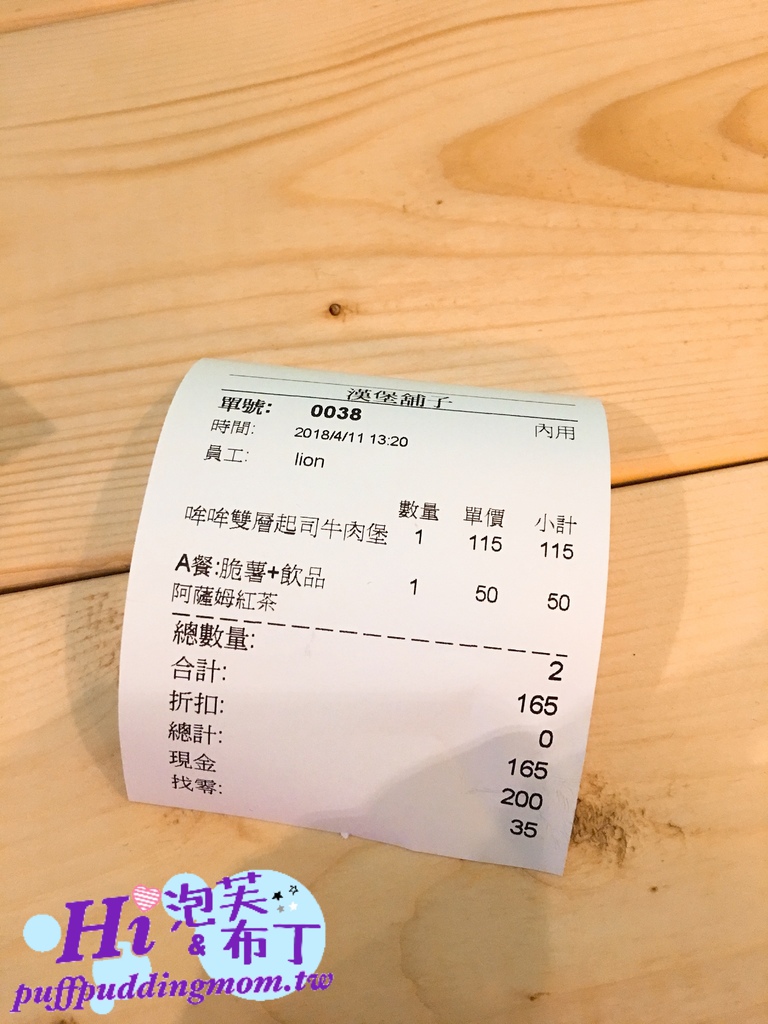 漢堡舖子
單號: 0038 內用
時間: 2018/4/11 13:20
員工: lion
數量 單價 小計
哞哞雙層起司牛肉堡 1 115 115
A餐:脆薯+飲品 1 50 50
阿薩姆紅茶
總數量: 2
合計: 165
折扣: 0
總計: 165
現金 200
找零: 35
Hi 泡芙&布丁
puffpuddingmom.tw